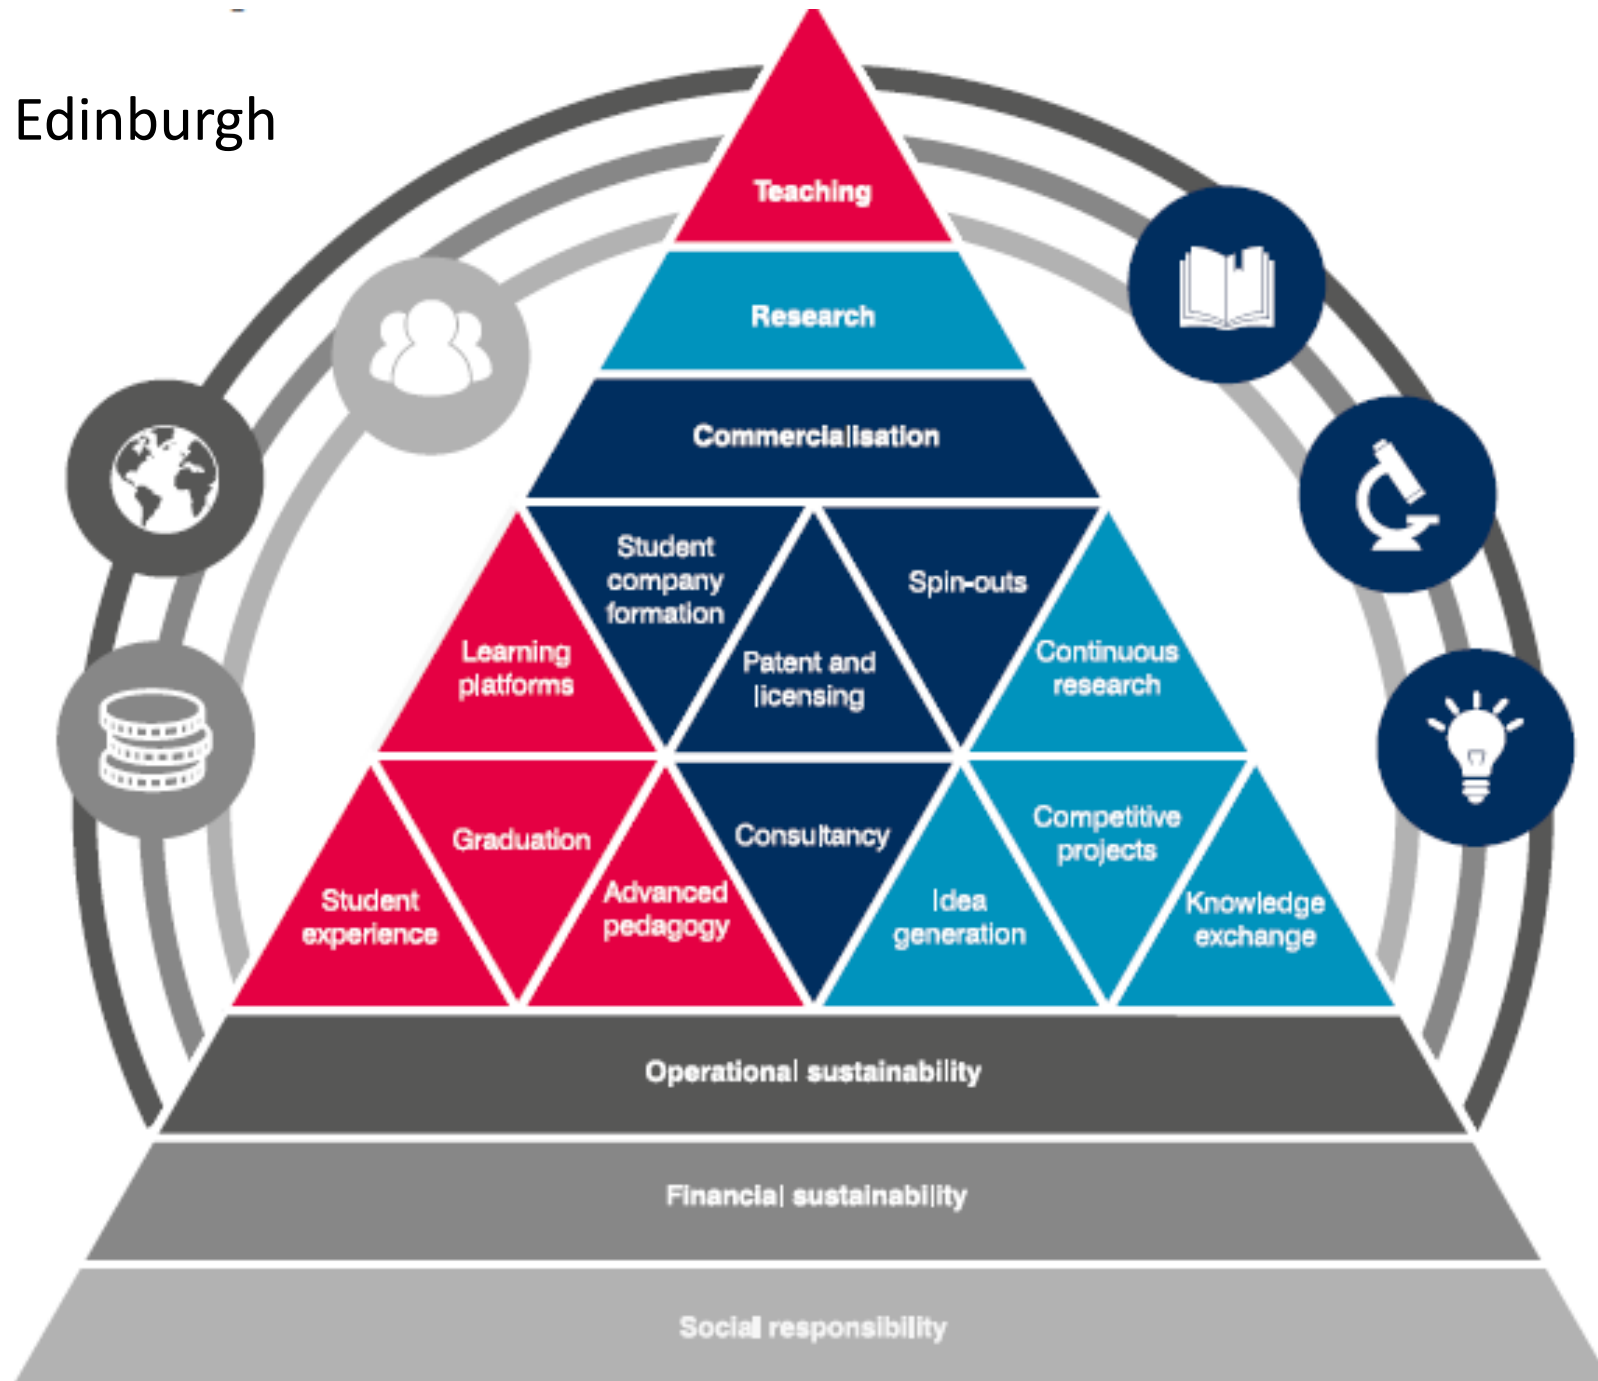 Edinburgh
Teaching
Research
Commercialisation
Student
company
formation
Spin-outs
Learning
platforms
Patent and
licensing
Continuous
research
Graduation
Consultancy
Competitive
projects
Student
experience
Advanced
pedagogy
Idea
generation
Knowledge
exchange
Operational sustainability
Financial sustainability
Social responsibility